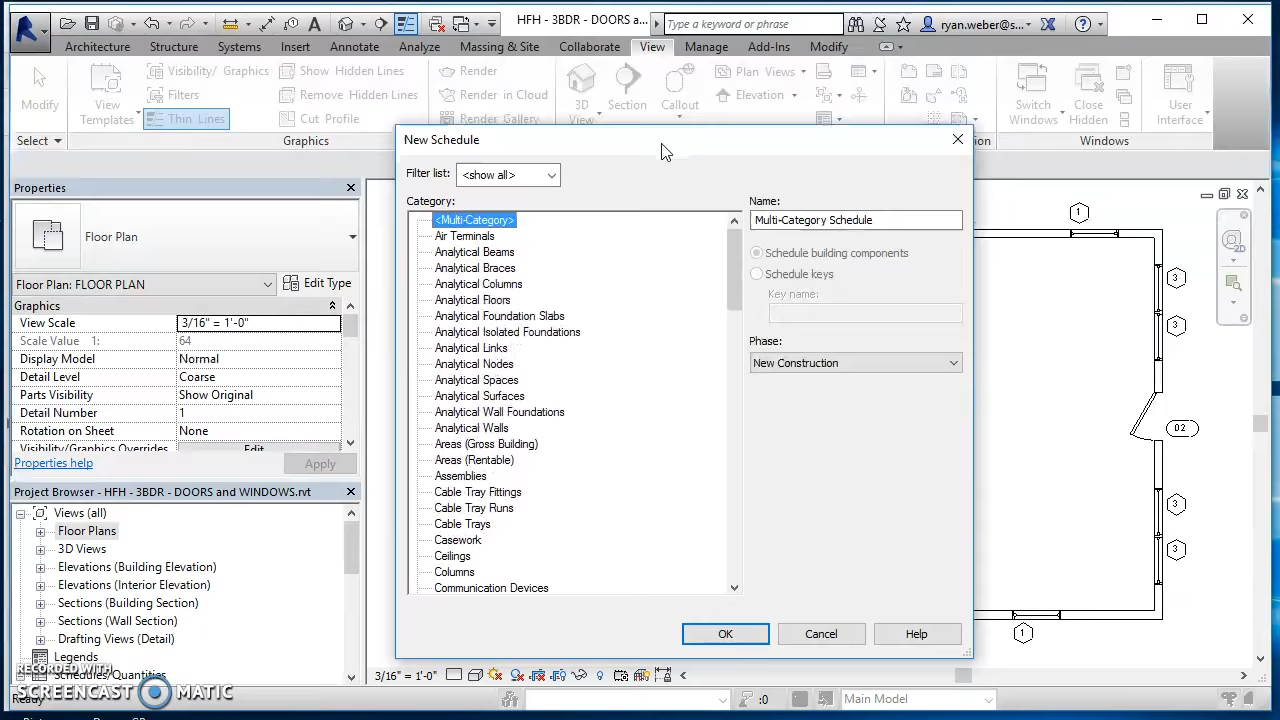 HFH - 3BDR - DOORS a...
Type a keyword or phrase
ryan.weber@s...
Architecture Structure Systems Insert Annotate Analyze Massing & Site Collaborate View Manage Add-Ins Modify
Modify
View Templates
Visibility/ Graphics
Filters
Thin Lines
Show Hidden Lines
Remove Hidden Lines
Cut Profile
Render
Render in Cloud
Render Gallery
3D View
Section
Callout
Plan Views
Elevation
Switch Windows
Close Hidden
User Interface
Select
Graphics
Windows
New Schedule
Filter list: <show all>
Category:
<Multi-Category>
Air Terminals
Analytical Beams
Analytical Braces
Analytical Columns
Analytical Floors
Analytical Foundation Slabs
Analytical Isolated Foundations
Analytical Links
Analytical Nodes
Analytical Spaces
Analytical Surfaces
Analytical Wall Foundations
Analytical Walls
Areas (Gross Building)
Areas (Rentable)
Assemblies
Cable Tray Fittings
Cable Tray Runs
Cable Trays
Casework
Ceilings
Columns
Communication Devices
Name:
Multi-Category Schedule
Schedule building components
Schedule keys
Key name:
Phase:
New Construction
OK Cancel Help
Properties
Floor Plan
Floor Plan: FLOOR PLAN
Edit Type
Graphics
View Scale 3/16" = 1'-0"
Scale Value 1: 64
Display Model Normal
Detail Level Coarse
Parts Visibility Show Original
Detail Number 1
Rotation on Sheet None
Visibility/Graphics Overrides Edit
Properties help
Apply
Project Browser - HFH - 3BDR - DOORS and WINDOWS.rvt
Views (all)
Floor Plans
3D Views
Elevations (Building Elevation)
Elevations (Interior Elevation)
Sections (Building Section)
Sections (Wall Section)
Drafting Views (Detail)
Legends
Schedules/Quantities
1
3
3
02
3
3
1
2D
3/16" = 1'-0"
Ready
:0
Main Model
RECORDED WITH
SCREENCAST MATIC